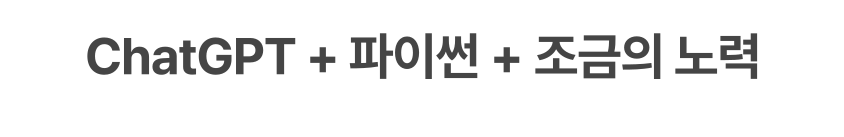 ChatGPT + 파이썬 + 조금의 노력